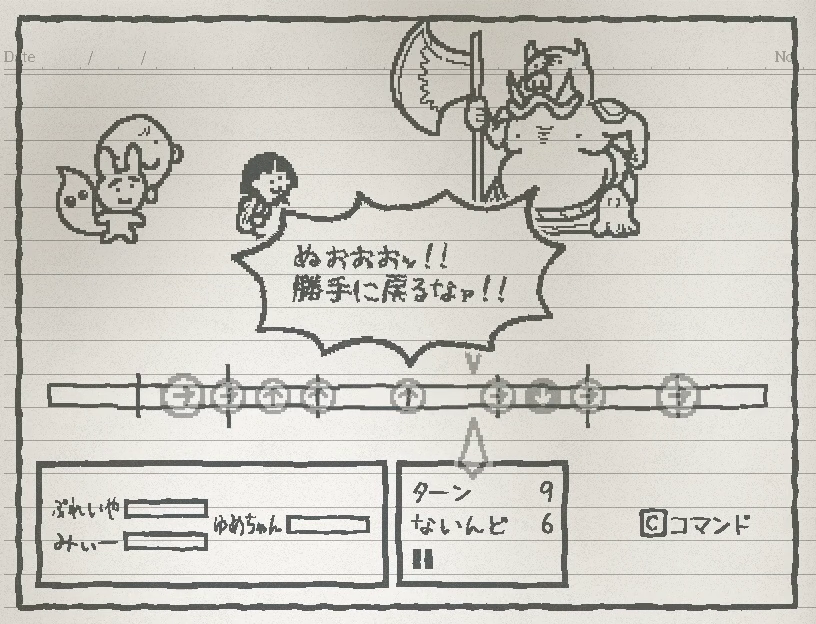 Date / /
No
ぬぉおおおッ!!
勝手に戻るなァ!!
ぷれいや
みぃー
ゆめちゃん
ターン 9
ないんど 6
C コマンド